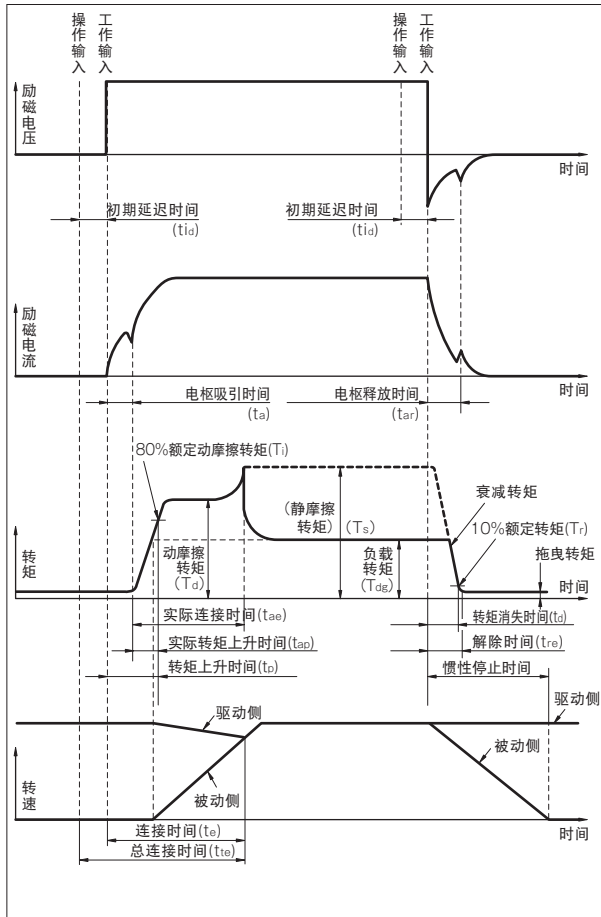 操作输入
工作输入
操作输入
工作输入
励磁电压
时间
初期延迟时间
(tid)
初期延迟时间
(tid)
励磁电流
时间
电枢吸引时间
(ta)
电枢释放时间
(tar)
80%额定动摩擦转矩(Ti)
衰减转矩
(静摩擦
转矩)(Ts)
10%额定转矩(Tr)
转矩
动摩擦
转矩
(Td)
负载
转矩
(Tdg)
拖曳转矩
时间
实际连接时间(tae)
转矩消失时间(td)
实际转矩上升时间(tap)
解除时间(tre)
转矩上升时间(tp)
惯性停止时间
驱动侧
驱动侧
被动侧
转速
被动侧
时间
连接时间(te)
总连接时间(tte)